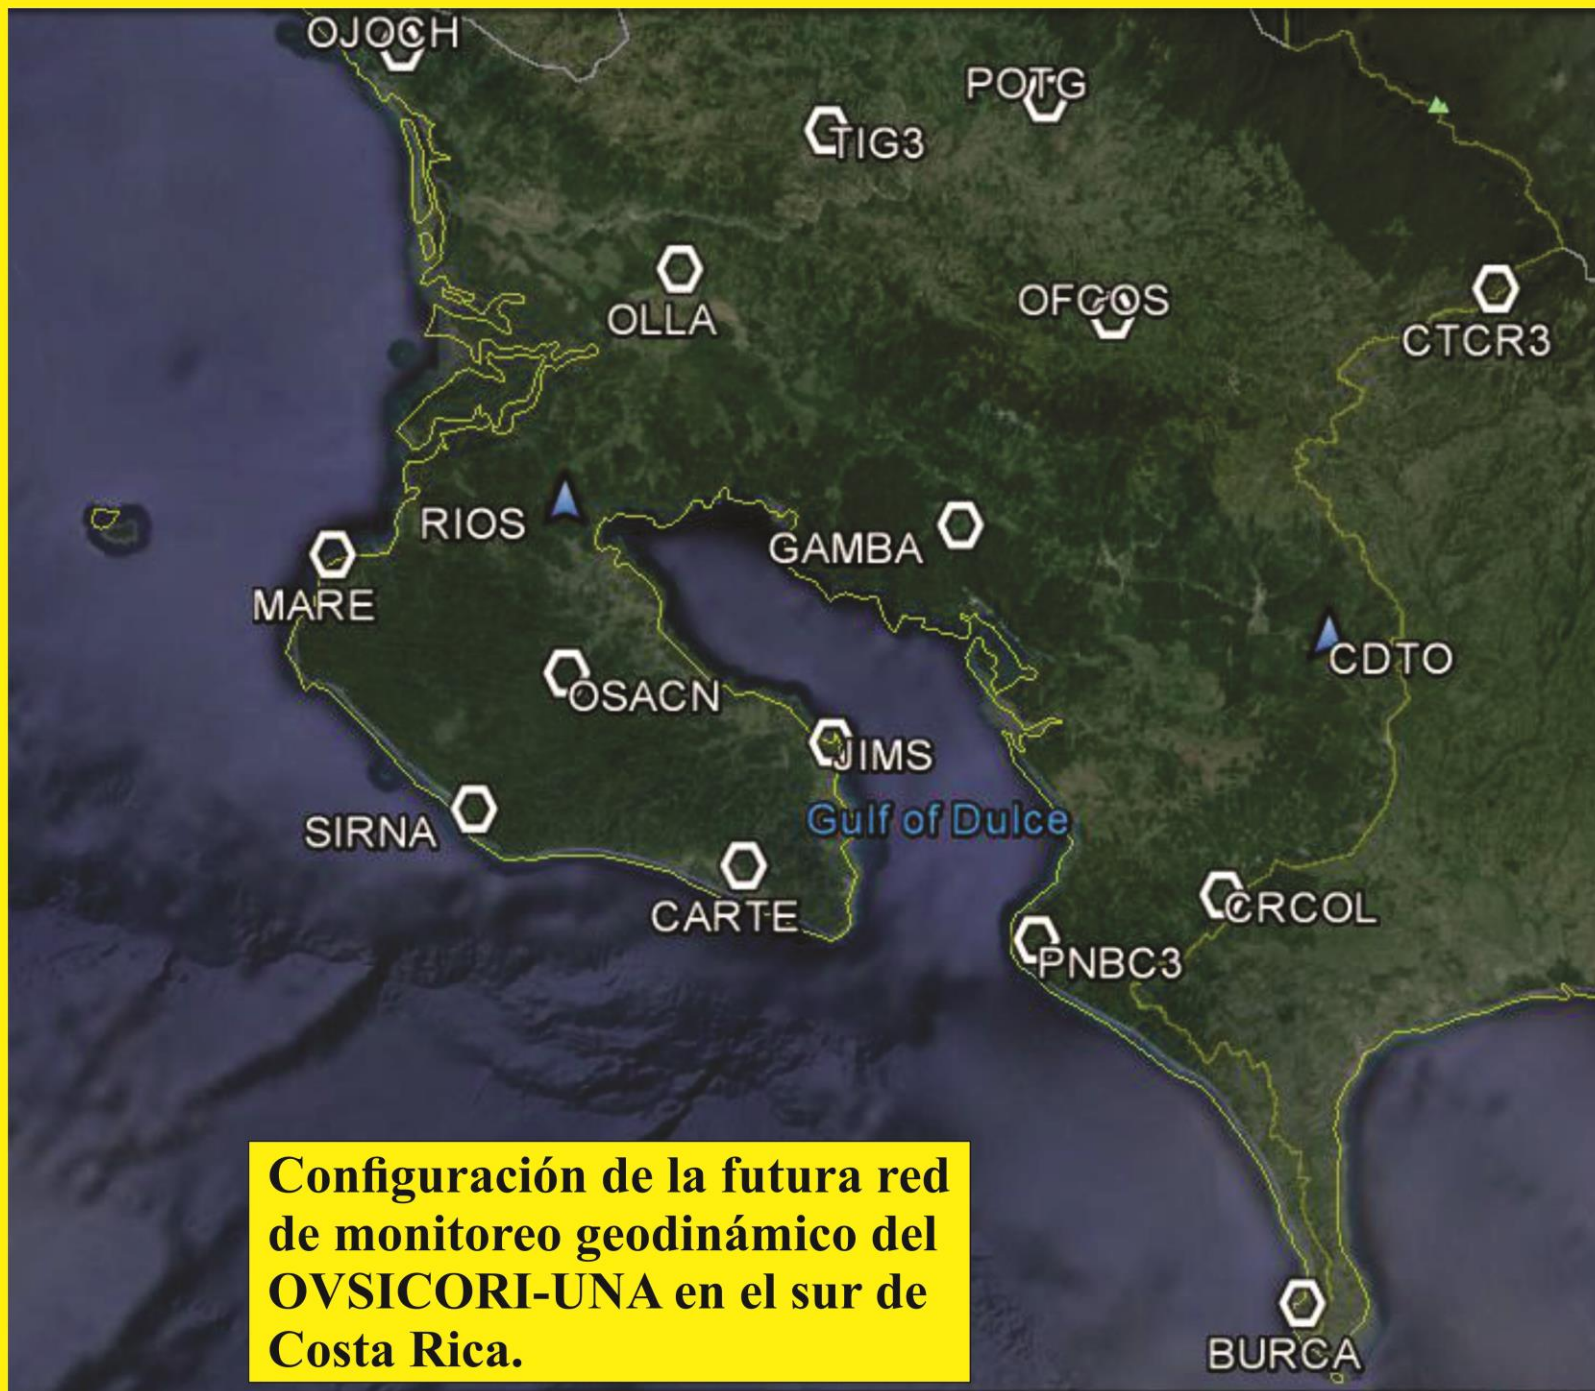 OJOCH
POTG
TIG3
OLLA
OFCOS
CTCR3
RIOS
GAMBA
MARE
CDTO
OSACN
JIMS
Gulf of Dulce
SIRNA
CARTE
CRCOL
PNBC3
Configuración de la futura red
de monitoreo geodinámico del
OVSICORI-UNA en el sur de
Costa Rica.
BURCA